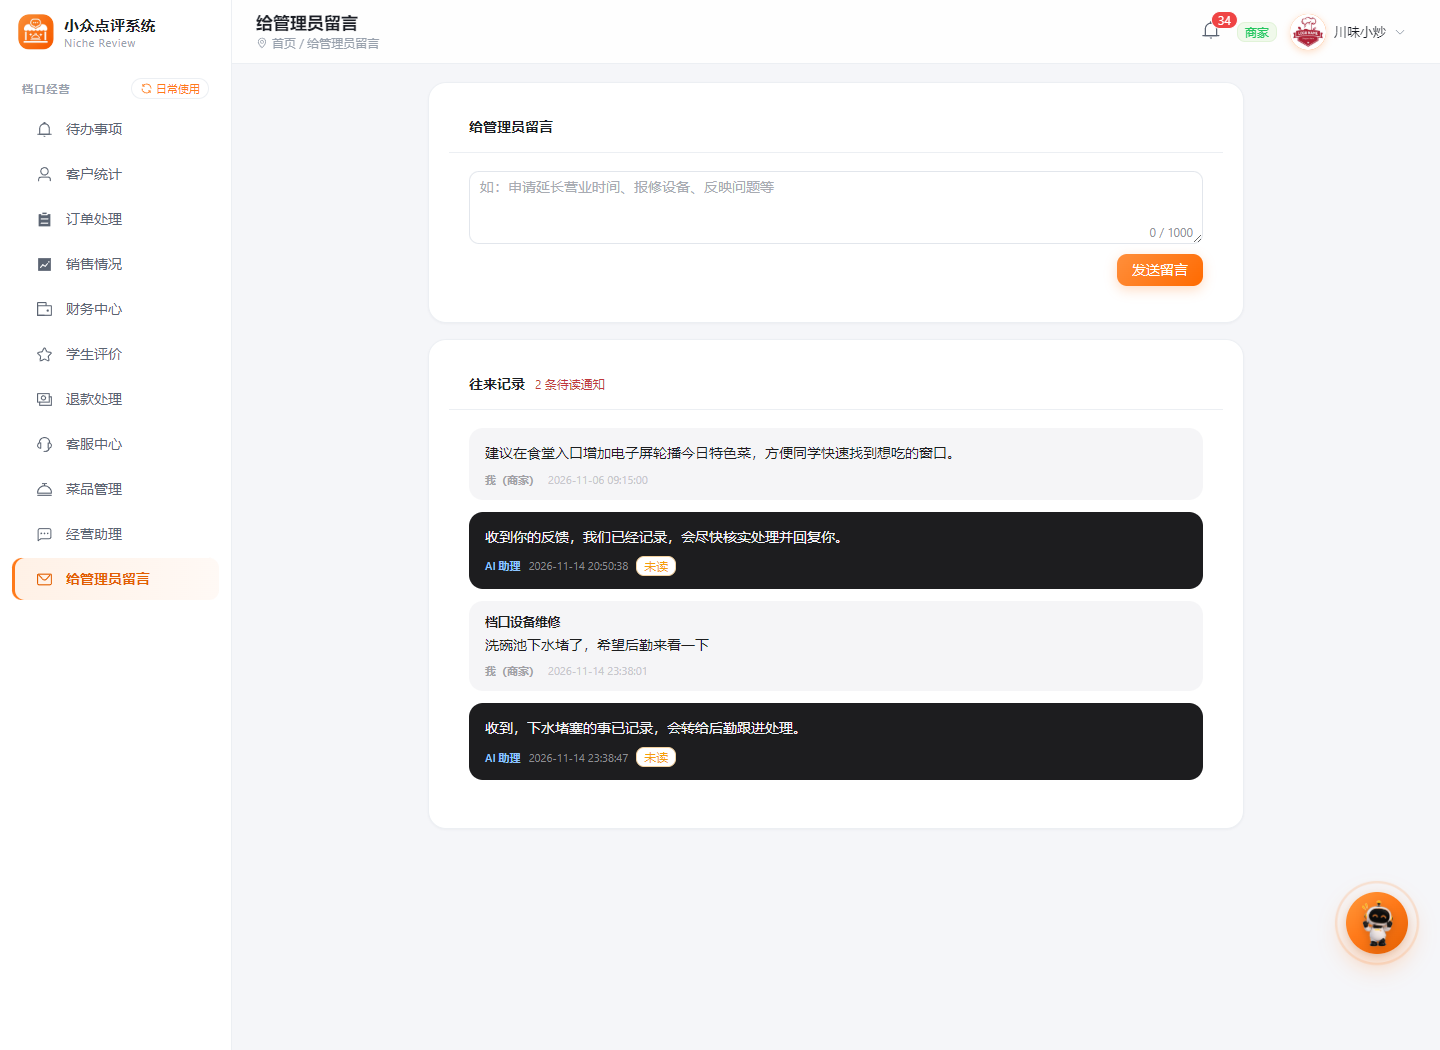 小众点评系统
Niche Review
档口经营
日常使用
待办事项
客户统计
订单处理
销售情况
财务中心
学生评价
退款处理
客服中心
菜品管理
经营助理
给管理员留言
给管理员留言
首页 / 给管理员留言
34
商家
川味小炒
给管理员留言
如：申请延长营业时间、报修设备、反映问题等
0 / 1000
发送留言
往来记录 2 条待读通知
建议在食堂入口增加电子屏轮播今日特色菜，方便同学快速找到想吃的窗口。
我（商家） 2026-11-06 09:15:00
收到你的反馈，我们已经记录，会尽快核实处理并回复你。
AI 助理 2026-11-14 20:50:38 未读
档口设备维修
洗碗池下水堵了，希望后勤来看一下
我（商家） 2026-11-14 23:38:01
收到，下水堵塞的事已记录，会转给后勤跟进处理。
AI 助理 2026-11-14 23:38:47 未读